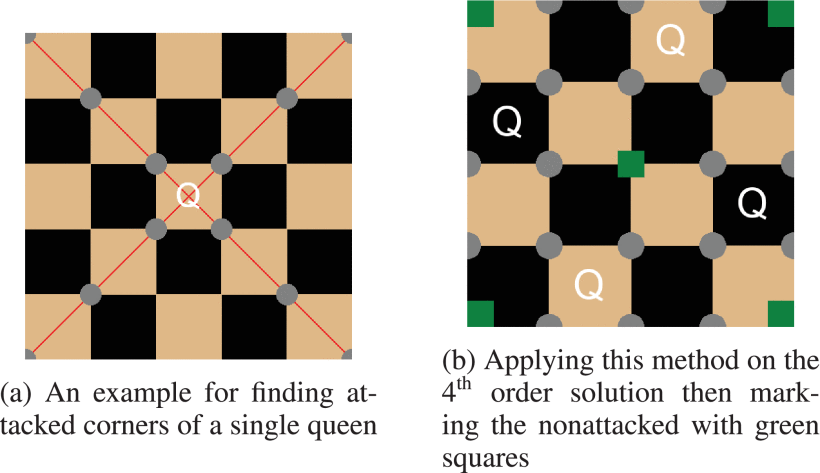 Q
Q
Q
Q
Q
(a) An example for finding at-
tacked corners of a single queen
(b) Applying this method on the
4th order solution then mark-
ing the nonattacked with green
squares